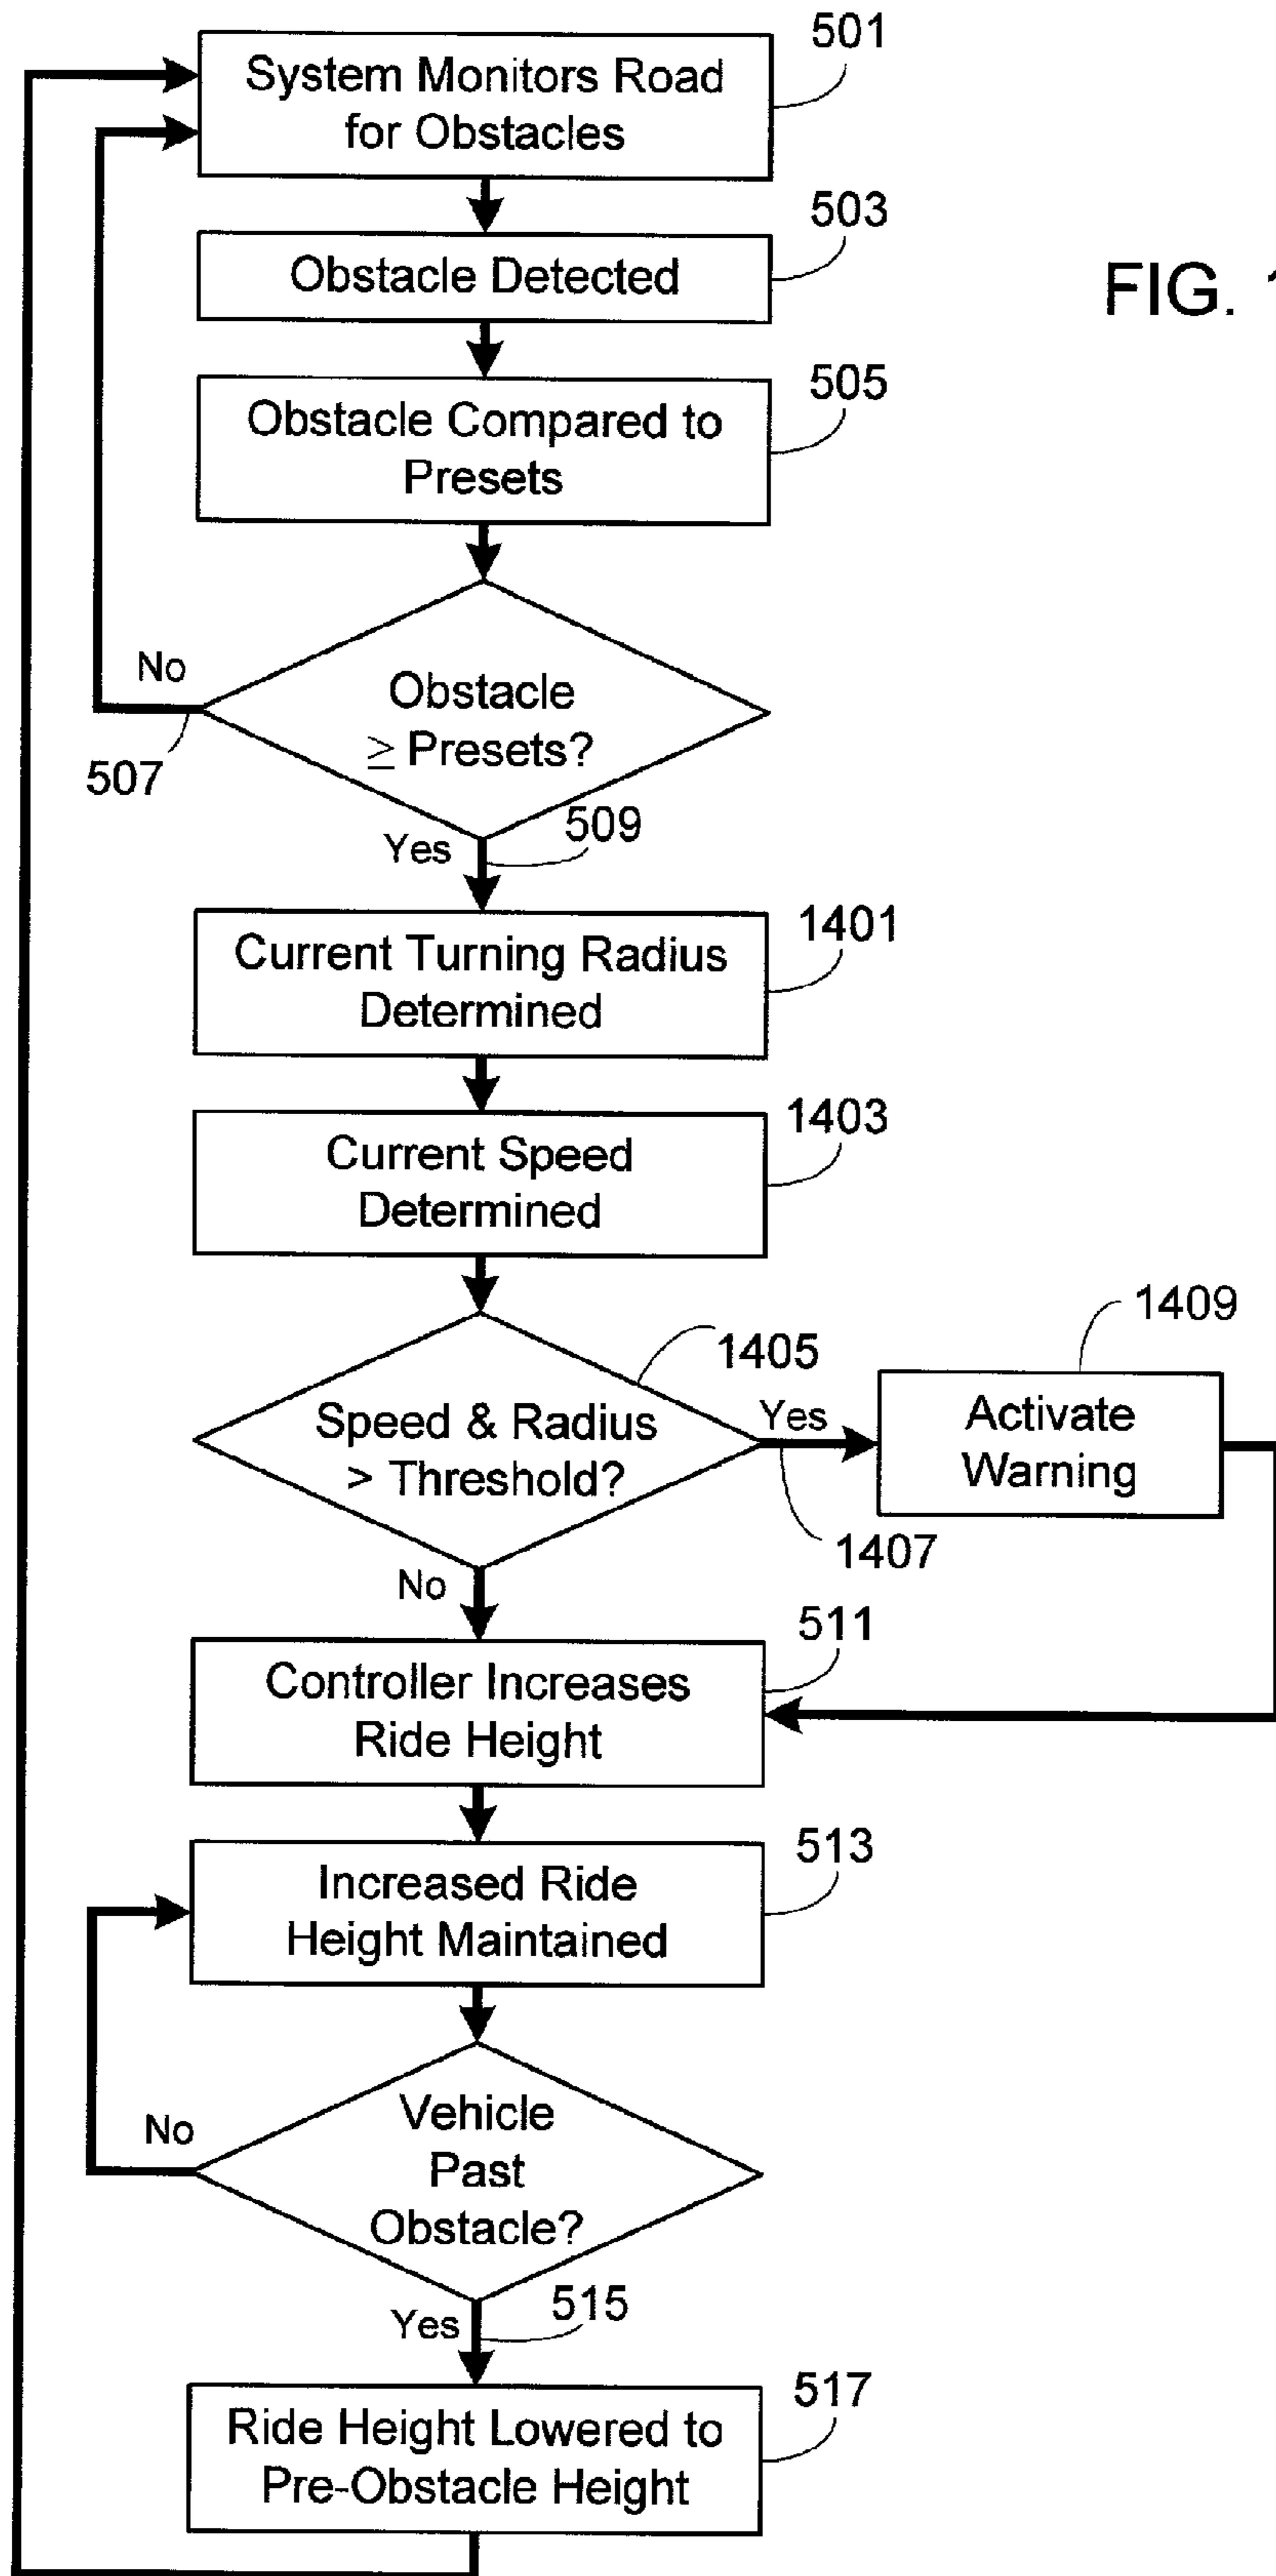 501
System Monitors Road
for Obstacles
503
Obstacle Detected
FIG.
505
Obstacle Compared to
Presets
No
Obstacle
≥ Presets?
507
509
Yes
1401
Current Turning Radius
Determined
1403
Current Speed
Determined
1409
1405
Speed & Radius
> Threshold?
Yes
Activate
Warning
1407
No
511
Controller Increases
Ride Height
513
Increased Ride
Height Maintained
No
Vehicle
Past
Obstacle?
515
Yes
517
Ride Height Lowered to
Pre-Obstacle Height